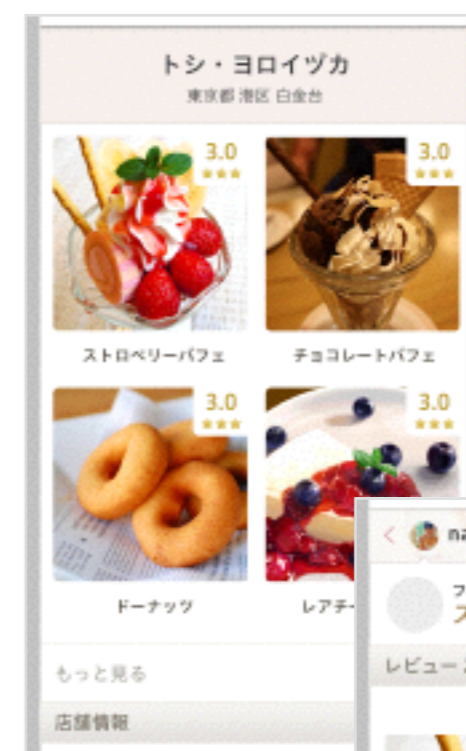 トシ・ヨロイヅカ
東京都 港区 白金台
3.0
3.0
ストロベリーパフェ
チョコレートパフェ
3.0
3.0
ドーナッツ
レアチー
もっと見る
店舗情報
na
フ
ス
レビュー